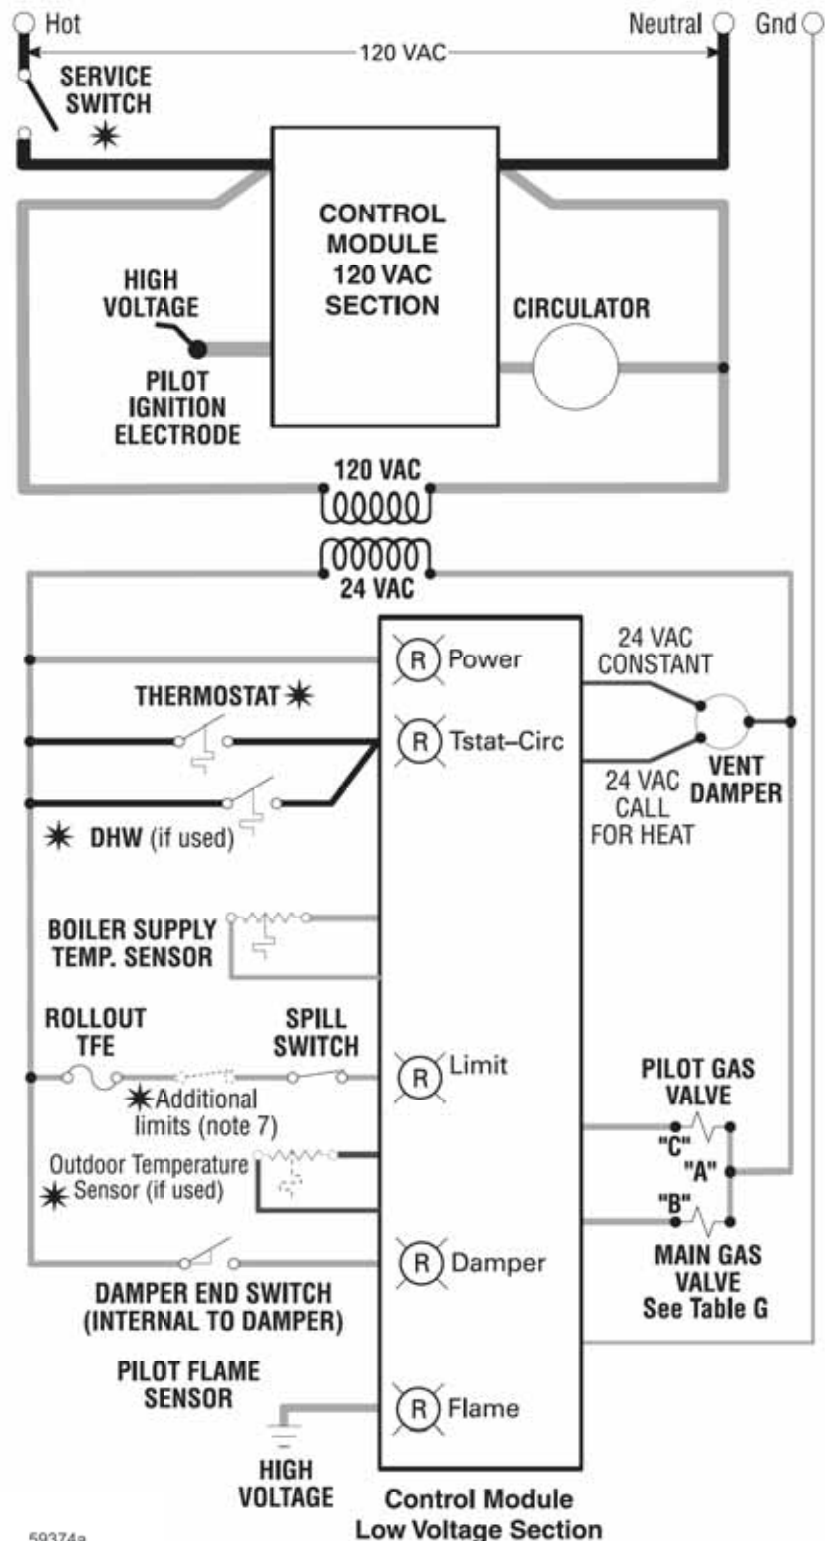 Hot
Neutral
Gnd
120 VAC
SERVICE
SWITCH
CONTROL
MODULE
120 VAC
SECTION
HIGH
VOLTAGE
CIRCULATOR
PILOT
IGNITION
ELECTRODE
120 VAC
24 VAC
R Power
24 VAC
CONSTANT
THERMOSTAT
R Tstat–Circ
VENT
DAMPER
24 VAC
CALL
FOR HEAT
DHW (if used)
BOILER SUPPLY
TEMP. SENSOR
ROLLOUT
TFE
SPILL
SWITCH
R Limit
PILOT GAS
VALVE
Additional
limits (note 7)
"C"
"A"
Outdoor Temperature
Sensor (if used)
"B"
MAIN GAS
VALVE
See Table G
R Damper
DAMPER END SWITCH
(INTERNAL TO DAMPER)
PILOT FLAME
SENSOR
R Flame
HIGH
VOLTAGE
Control Module
Low Voltage Section
59374a